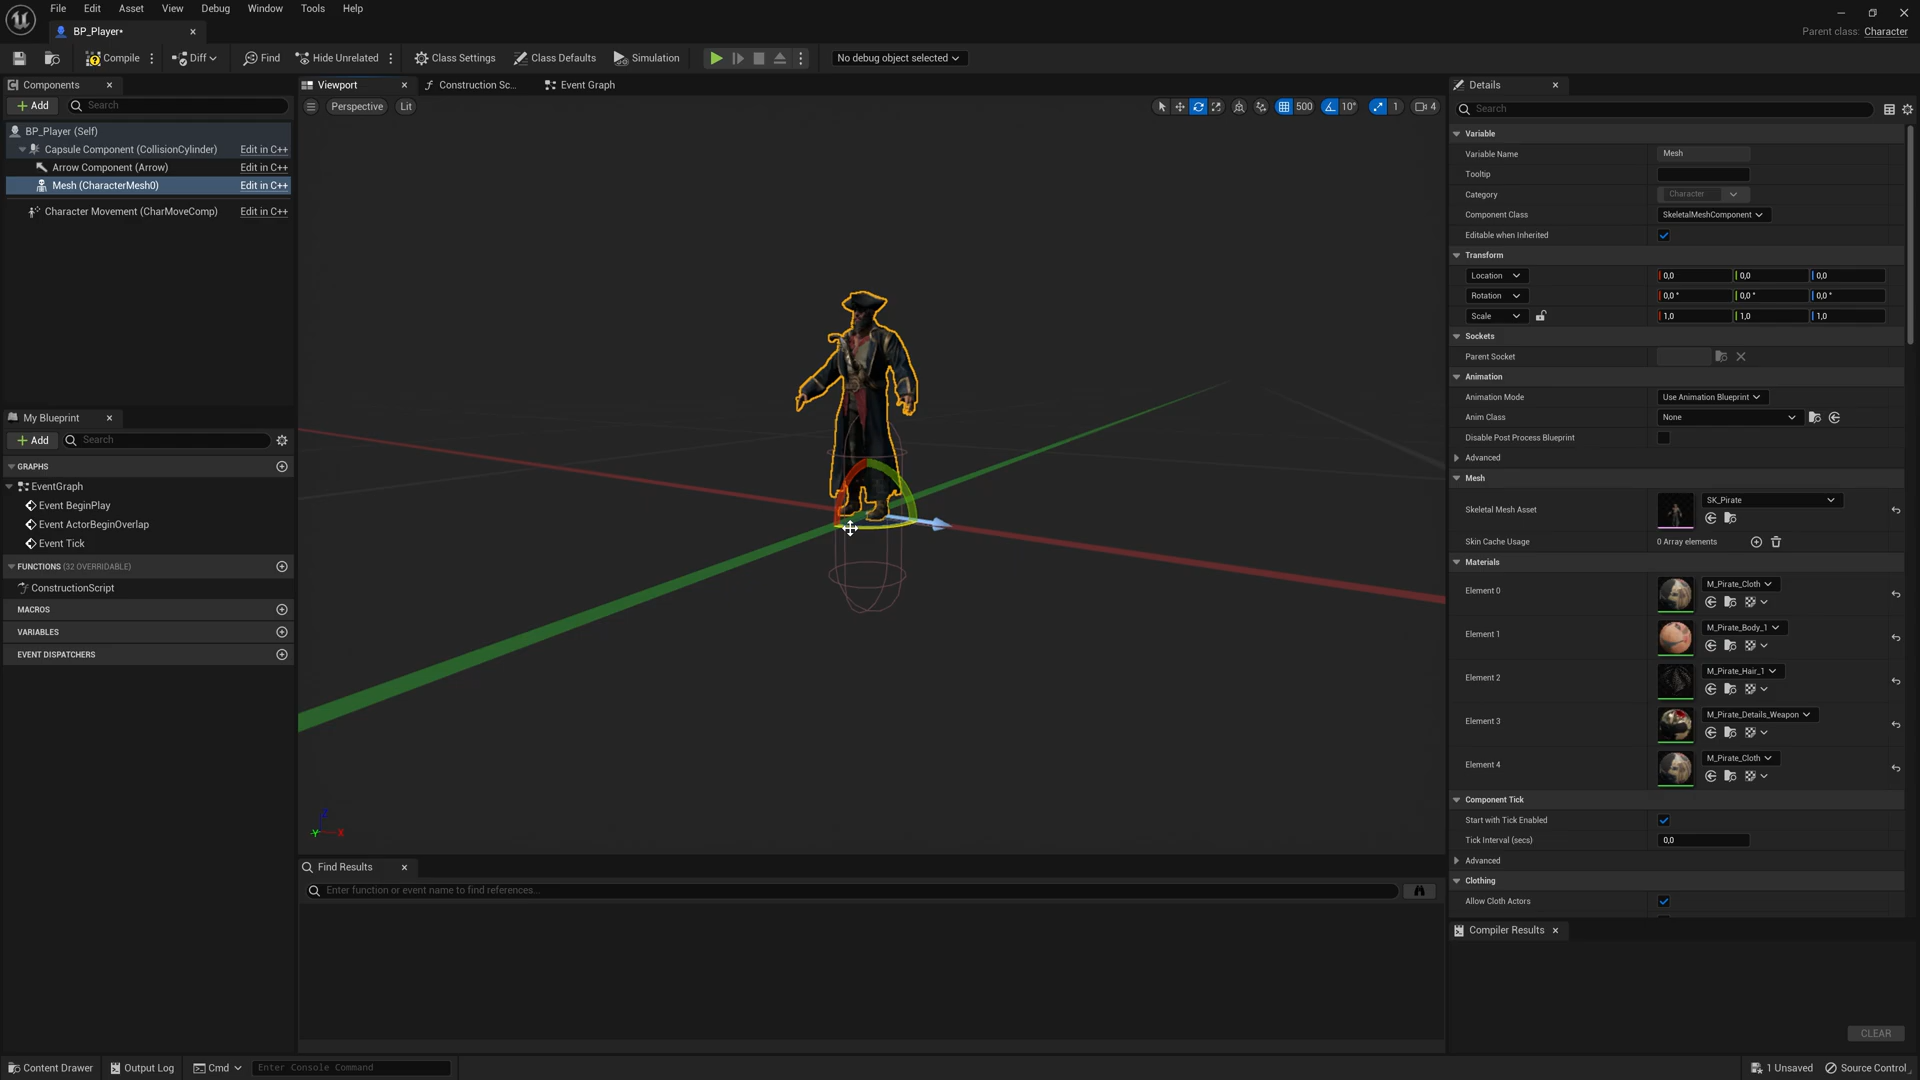 File Edit Asset View Debug Window Tools Help
BP_Player•
Parent class: Character
Compile Diff Find Hide Unrelated Class Settings Class Defaults Simulation No debug object selected
Components
Add Search
BP_Player (Self)
Capsule Component (CollisionCylinder) Edit in C++
Arrow Component (Arrow) Edit in C++
Mesh (CharacterMesh0) Edit in C++
Character Movement (CharMoveComp) Edit in C++
My Blueprint
Add Search
GRAPHS
EventGraph
Event BeginPlay
Event ActorBeginOverlap
Event Tick
FUNCTIONS (32 OVERRIDABLE)
ConstructionScript
MACROS
VARIABLES
EVENT DISPATCHERS
Viewport Construction Sc... Event Graph
Perspective Lit 500 10° 1 4
Z
Y X
Find Results
Enter function or event name to find references...
Details
Search
Variable
Variable Name Mesh
Tooltip
Category Character
Component Class SkeletalMeshComponent
Editable when Inherited
Transform
Location 0,0 0,0 0,0
Rotation 0,0 ° 0,0 ° 0,0 °
Scale 1,0 1,0 1,0
Sockets
Parent Socket
Animation
Animation Mode Use Animation Blueprint
Anim Class None
Disable Post Process Blueprint
Advanced
Mesh
Skeletal Mesh Asset SK_Pirate
Skin Cache Usage 0 Array elements
Materials
Element 0 M_Pirate_Cloth
Element 1 M_Pirate_Body_1
Element 2 M_Pirate_Hair_1
Element 3 M_Pirate_Details_Weapon
Element 4 M_Pirate_Cloth
Component Tick
Start with Tick Enabled
Tick Interval (secs) 0,0
Advanced
Clothing
Allow Cloth Actors
Compiler Results
CLEAR
Content Drawer Output Log Cmd Enter Console Command 1 Unsaved Source Control